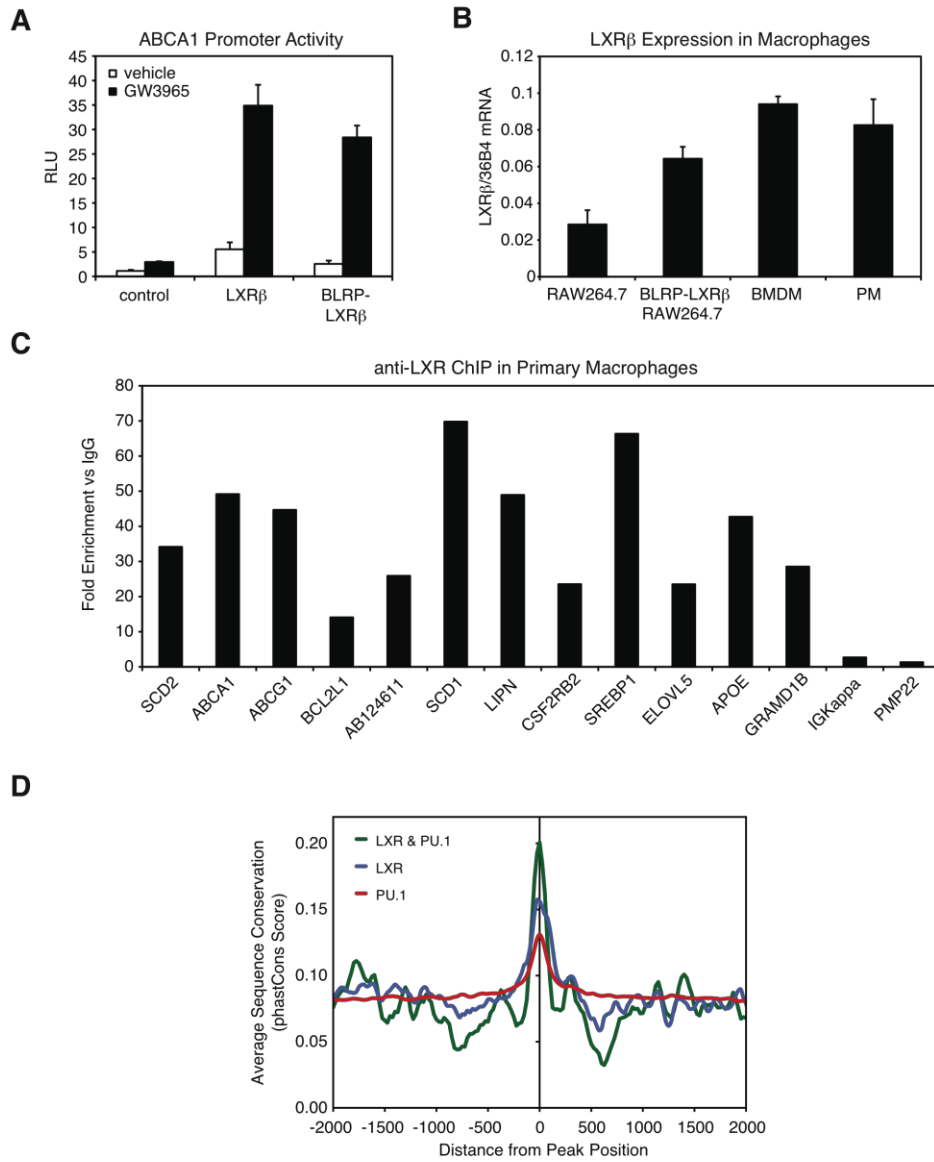 A
ABCA1 Promoter Activity
45
40
35
30
25
20
15
10
5
0
RLU
vehicle
GW3965
control
LXRβ
BLRP-
LXRβ
B
LXRβ Expression in Macrophages
0.12
0.1
0.08
0.06
0.04
0.02
0
LXRβ/36B4 mRNA
RAW264.7
BLRP-LXRβ
RAW264.7
BMDM
PM
C
anti-LXR ChIP in Primary Macrophages
80
70
60
50
40
30
20
10
0
Fold Enrichment vs IgG
SCD2
ABCA1
ABCG1
BCL2L1
AB124611
SCD1
LIPN
CSF2RB2
SREBP1
ELOVL5
APOE
GRAMD1B
IGKappa
PMP22
D
LXR & PU.1
LXR
PU.1
0.20
0.15
0.10
0.05
0.00
Average Sequence Conservation
(phastCons Score)
-2000 -1500 -1000 -500 0 500 1000 1500 2000
Distance from Peak Position